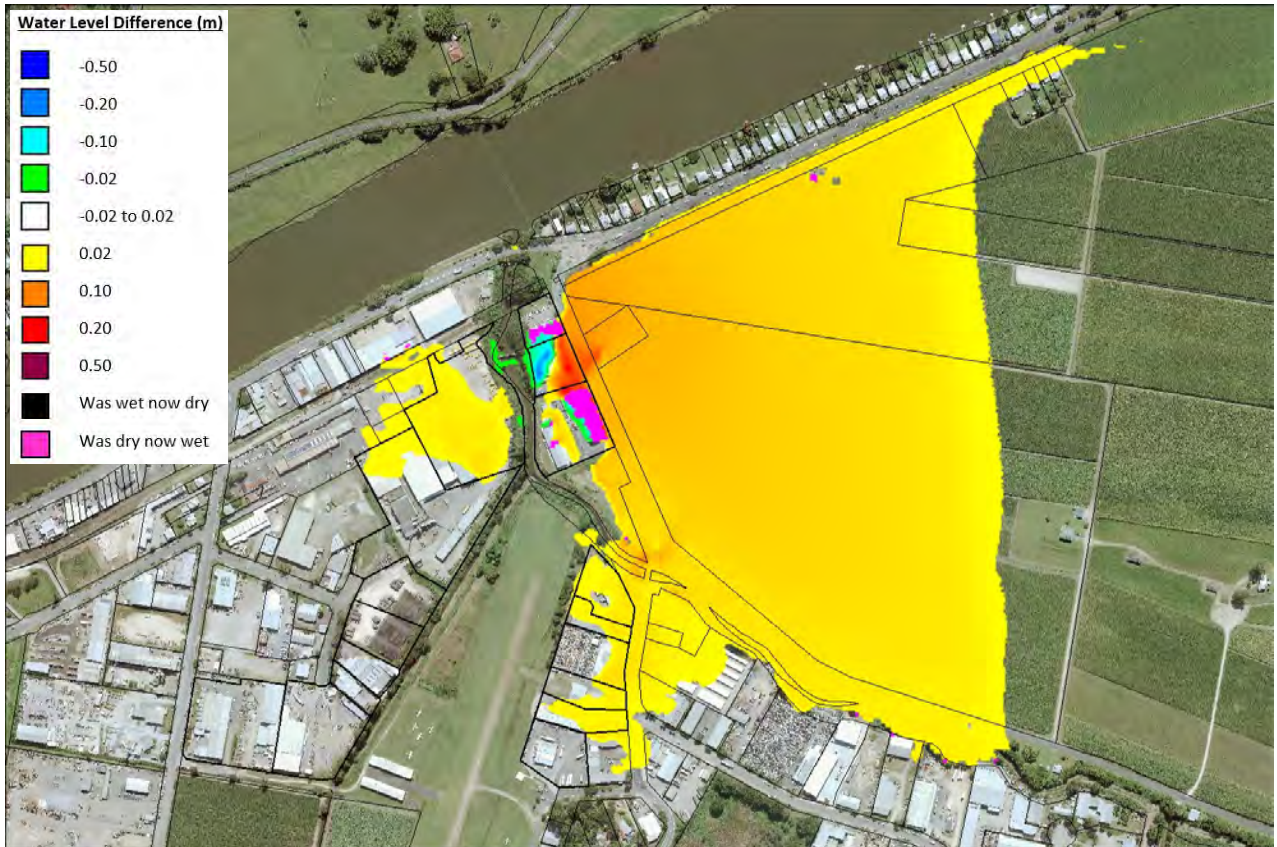 Water Level Difference (m)
-0.50
-0.20
-0.10
-0.02
-0.02 to 0.02
0.02
0.10
0.20
0.50
Was wet now dry
Was dry now wet